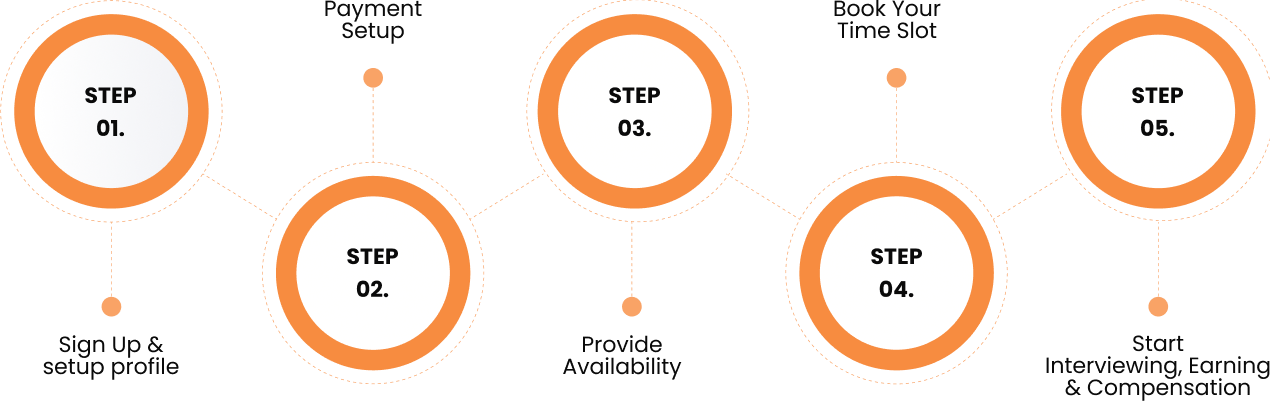 STEP
01.
Sign Up &
setup profile
Payment
Setup
STEP
02.
STEP
03.
Provide
Availability
Book Your
Time Slot
STEP
04.
STEP
05.
Start
Interviewing, Earning
& Compensation